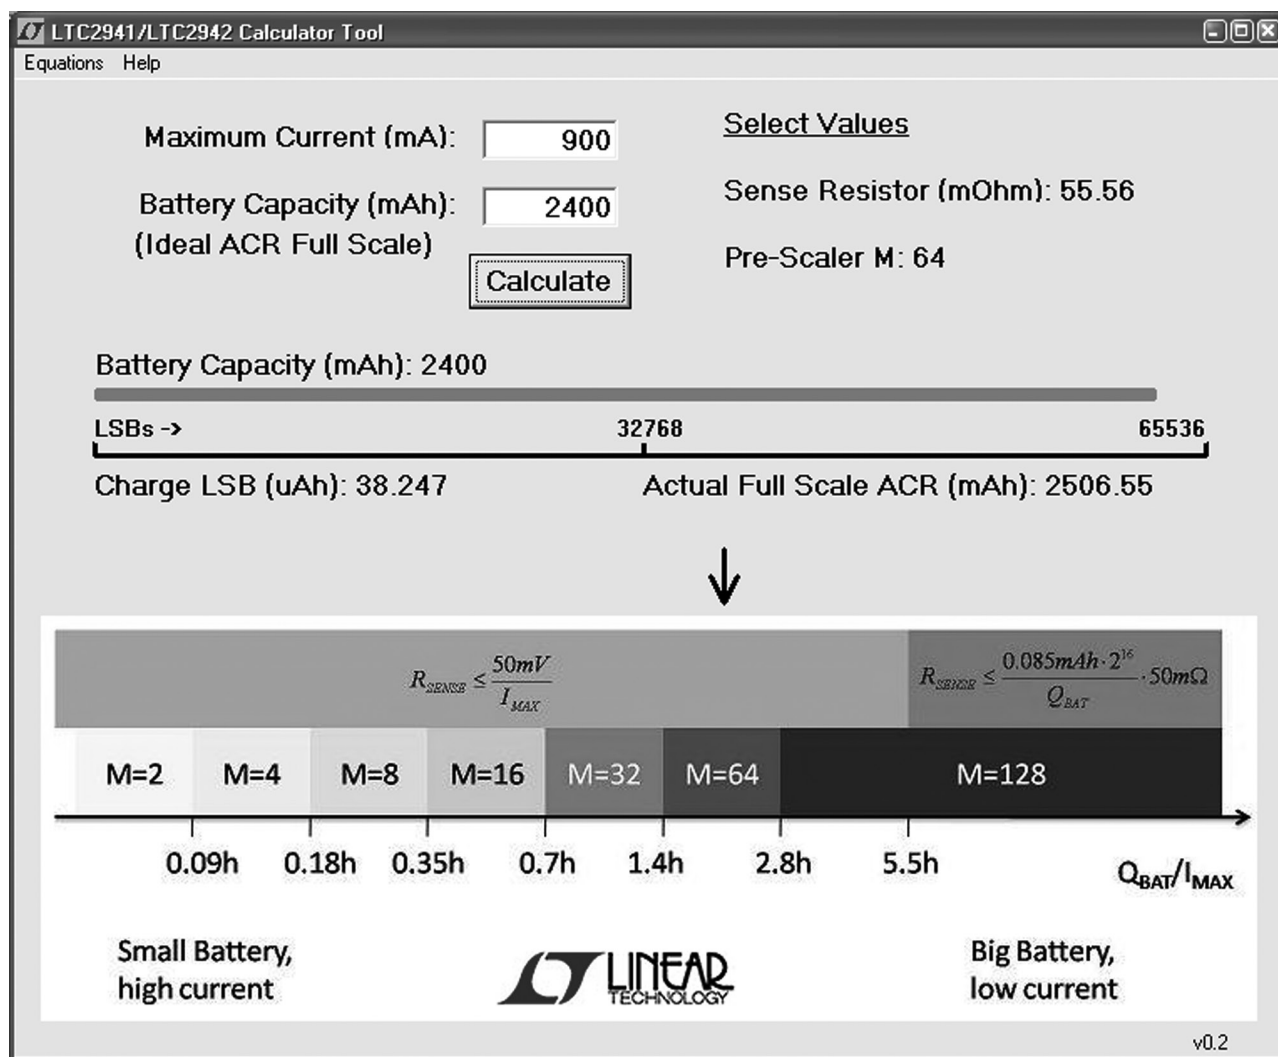 LTC2941/LTC2942 Calculator Tool
Equations Help
Maximum Current (mA): 900
Battery Capacity (mAh): 2400
(Ideal ACR Full Scale)
Calculate
Select Values
Sense Resistor (mOhm): 55.56
Pre-Scaler M: 64
Battery Capacity (mAh): 2400
LSBs -> 32768 65536
Charge LSB (uAh): 38.247 Actual Full Scale ACR (mAh): 2506.55
R_SENSE ≤ 50mV / I_MAX
R_SENSE ≤ 0.085mAh·2^16 / Q_BAT · 50mΩ
M=2 M=4 M=8 M=16 M=32 M=64 M=128
0.09h 0.18h 0.35h 0.7h 1.4h 2.8h 5.5h Q_BAT/I_MAX
Small Battery,
high current
LINEAR
TECHNOLOGY
Big Battery,
low current
v0.2